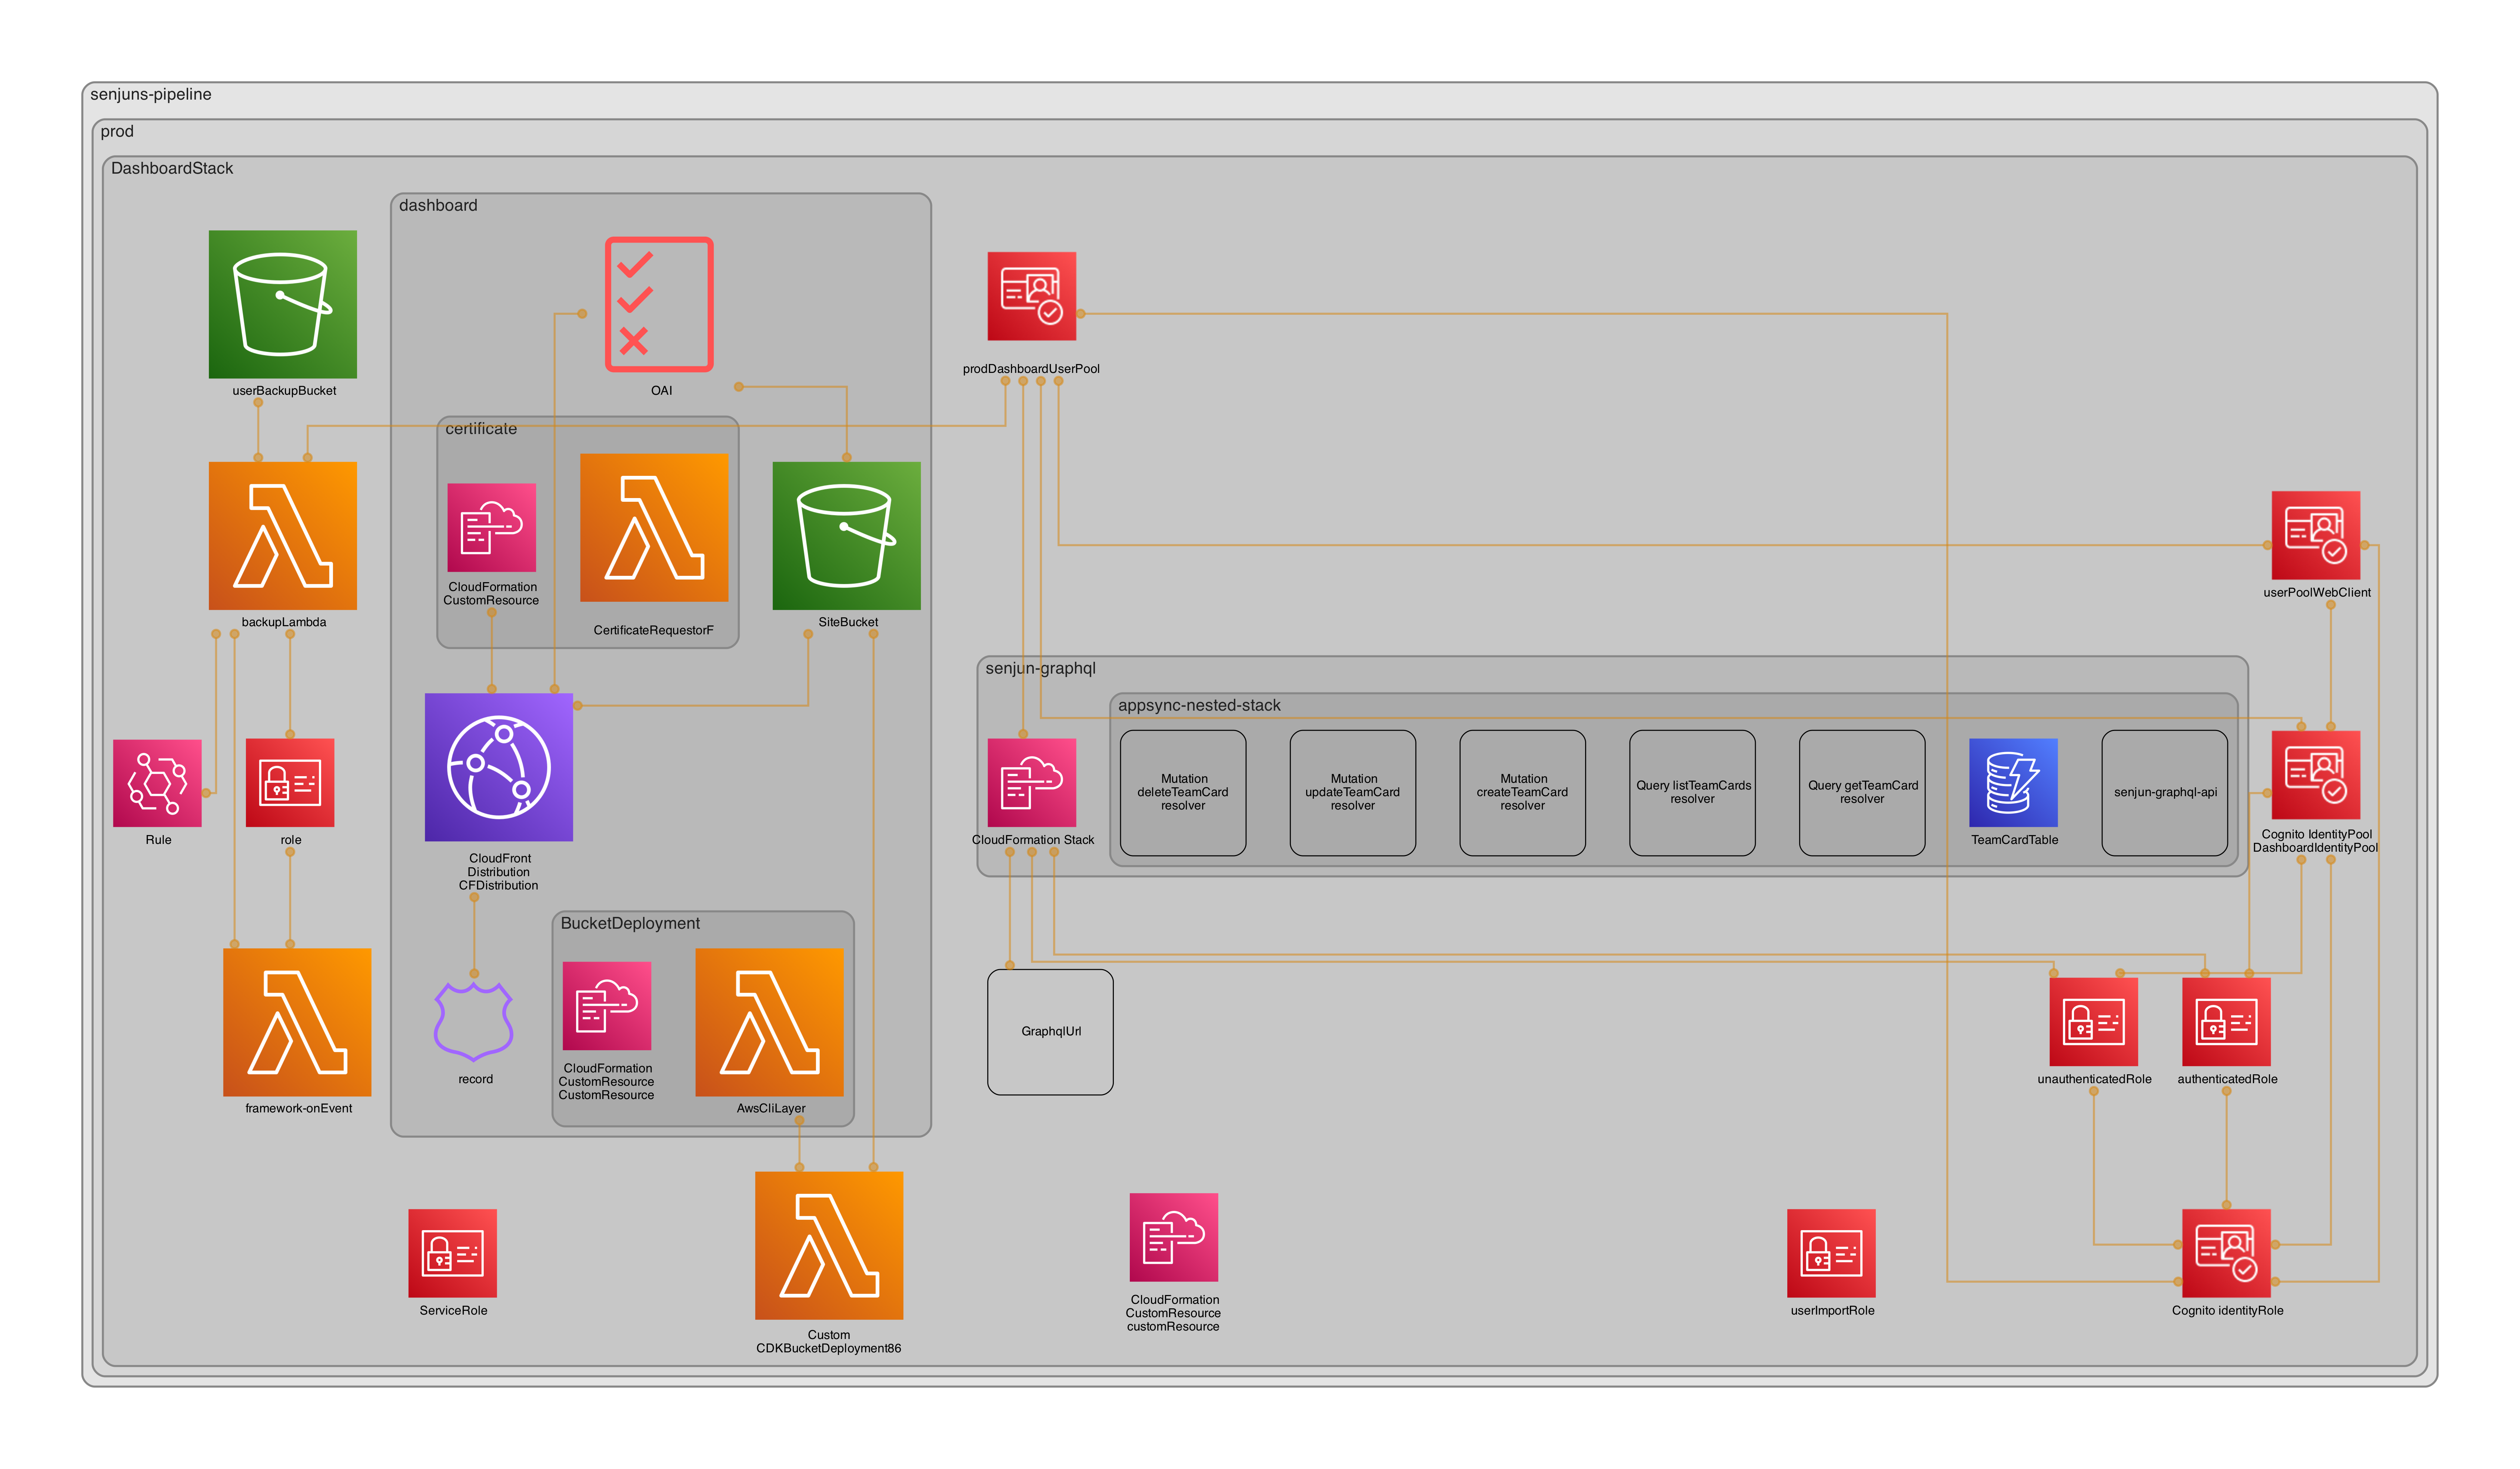 senjuns-pipeline
prod
DashboardStack
dashboard
userBackupBucket
OAI
prodDashboardUserPool
certificate
CloudFormation
CustomResource
CertificateRequestorF
backupLambda
SiteBucket
userPoolWebClient
senjun-graphql
appsync-nested-stack
Rule
role
CloudFront
Distribution
CFDistribution
CloudFormation Stack
Mutation
deleteTeamCard
resolver
Mutation
updateTeamCard
resolver
Mutation
createTeamCard
resolver
Query listTeamCards
resolver
Query getTeamCard
resolver
TeamCardTable
senjun-graphql-api
Cognito IdentityPool
DashboardIdentityPool
BucketDeployment
framework-onEvent
record
CloudFormation
CustomResource
CustomResource
AwsCliLayer
GraphqlUrl
unauthenticatedRole
authenticatedRole
ServiceRole
Custom
CDKBucketDeployment86
CloudFormation
CustomResource
customResource
userImportRole
Cognito identityRole